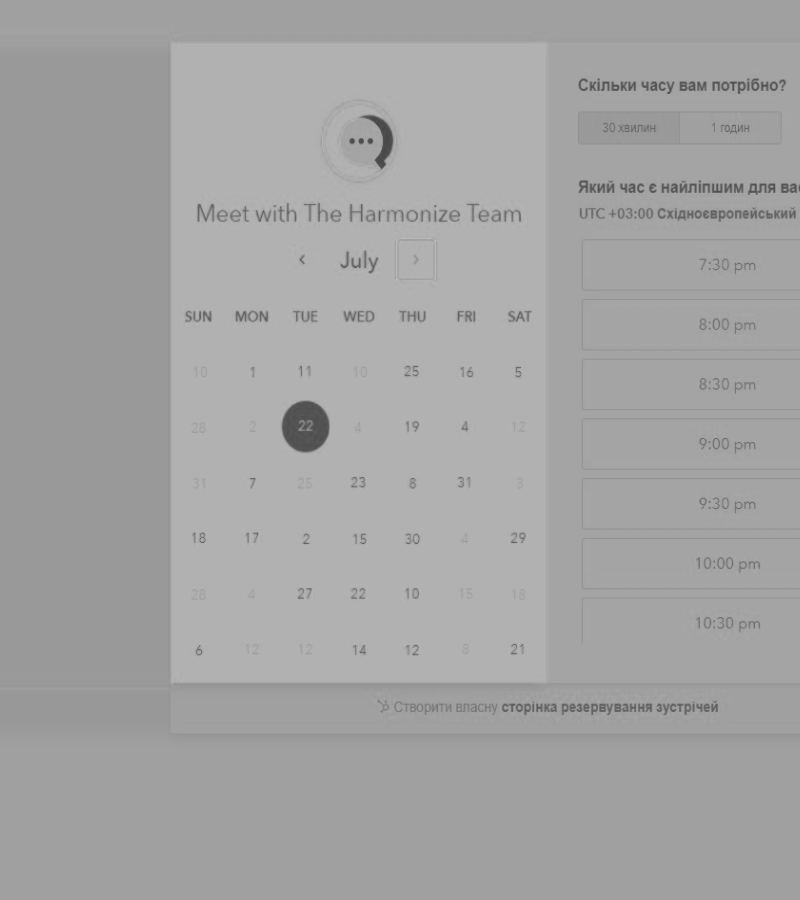 Meet with The Harmonize Team
‹ July ›
SUN MON TUE WED THU FRI SAT
10 1 11 10 25 16 5
28 2 22 4 19 4 12
31 7 25 23 8 31 3
18 17 2 15 30 4 29
28 4 27 22 10 15 18
6 12 12 14 12 8 21
Скільки часу вам потрібно?
30 хвилин 1 годин
Який час є найліпшим для вас
UTC +03:00 Східноєвропейський
7:30 pm
8:00 pm
8:30 pm
9:00 pm
9:30 pm
10:00 pm
10:30 pm
Створити власну сторінка резервування зустрічей